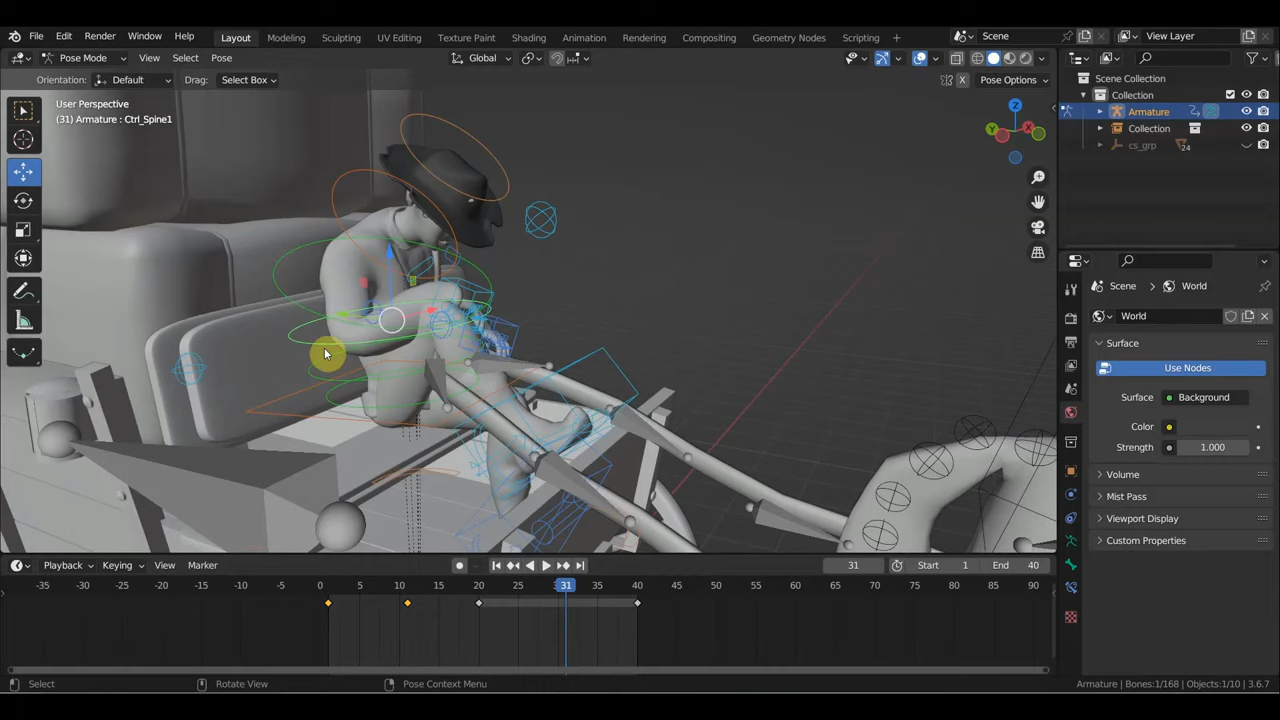 File Edit Render Window Help Layout Modeling Sculpting UV Editing Texture Paint Shading Animation Rendering Compositing Geometry Nodes Scripting + Scene View Layer
Pose Mode View Select Pose Global
Orientation: Default Drag: Select Box X Pose Options
User Perspective
(31) Armature : Ctrl_Spine1
Z
Y
X
Scene Collection
Collection
Armature
Collection
cs_grp 24
Scene World
World
Surface
Use Nodes
Surface Background
Color
Strength 1.000
Volume
Mist Pass
Viewport Display
Custom Properties
Playback Keying View Marker 31 Start 1 End 40
-35 -30 -25 -20 -15 -10 -5 0 5 10 15 20 25 31 35 40 45 50 55 60 65 70 75 80 85 90
Select Rotate View Pose Context Menu Armature | Bones:1/168 | Objects:1/10 | 3.6.7